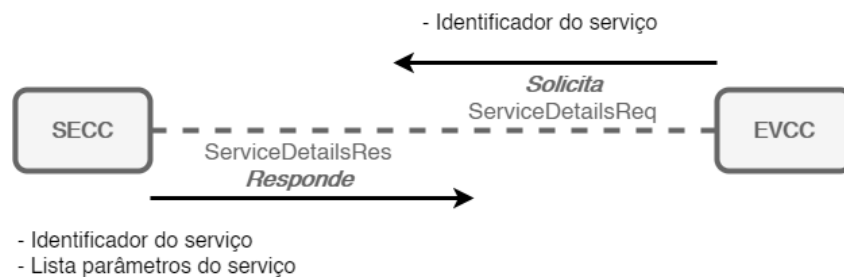 - Identificador do serviço
Solicita
ServiceDetailsReq
SECC
EVCC
ServiceDetailsRes
Responde
- Identificador do serviço
- Lista parâmetros do serviço